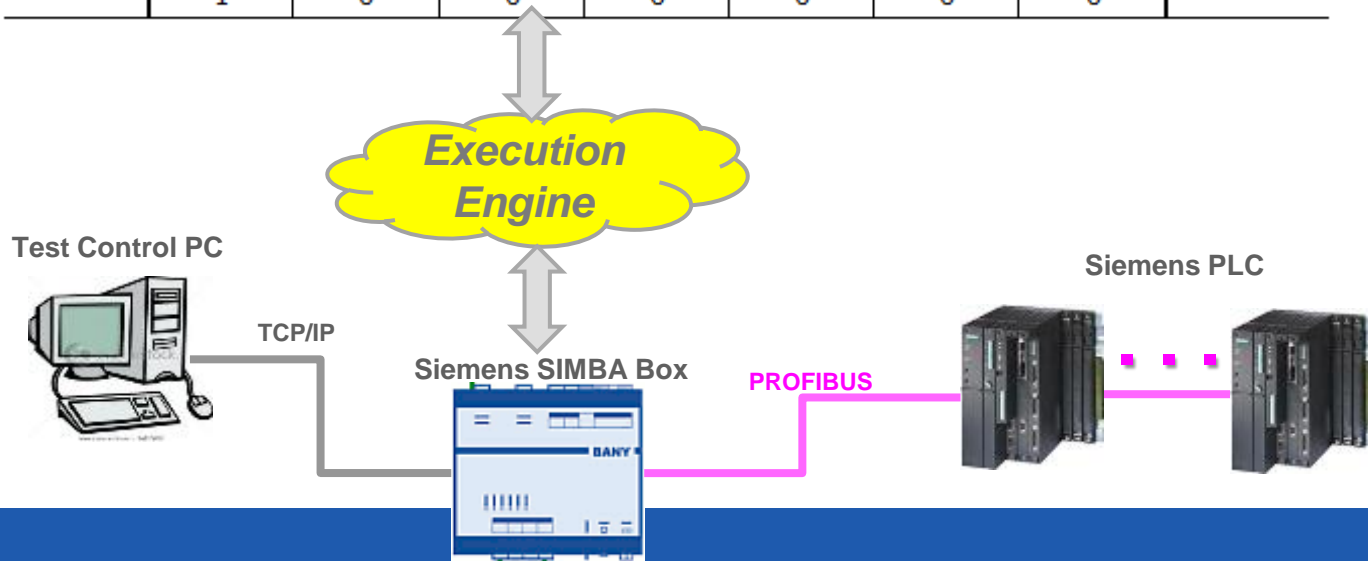 Execution
Engine
Test Control PC
Siemens PLC
TCP/IP
Siemens SIMBA Box
PROFIBUS
BANY